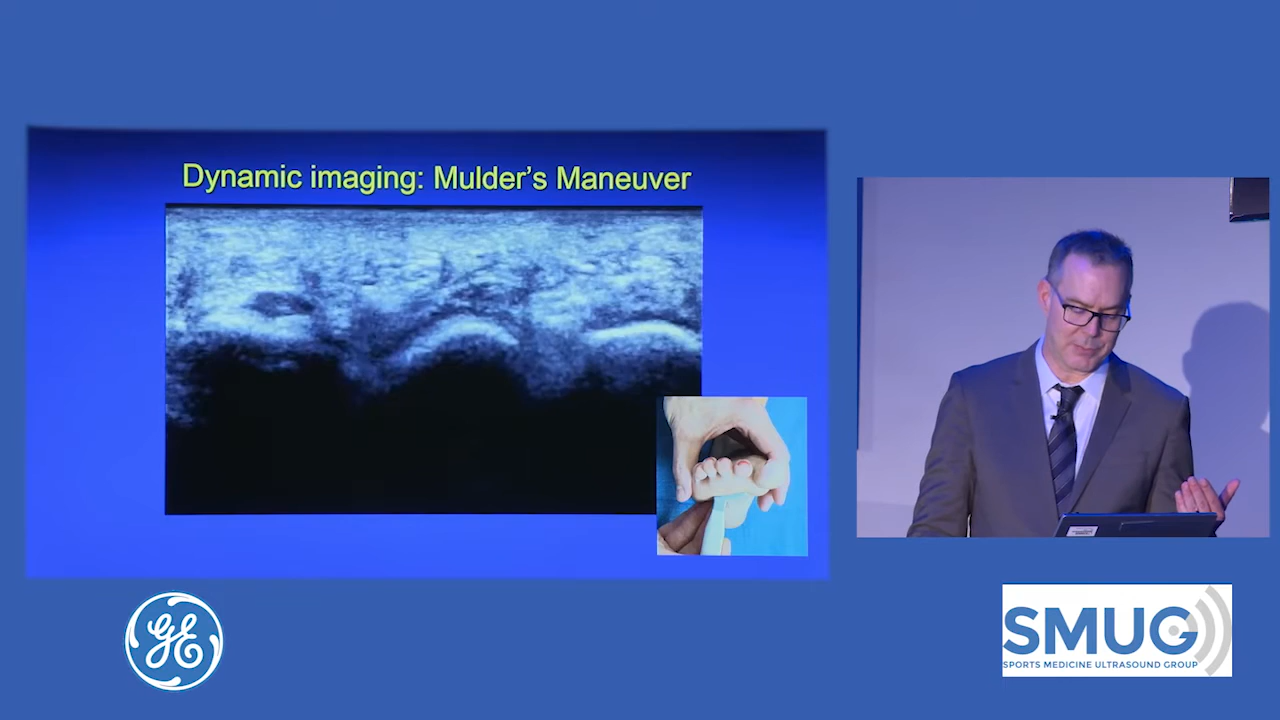 Dynamic imaging: Mulder's Maneuver
GE
SMUG
SPORTS MEDICINE ULTRASOUND GROUP